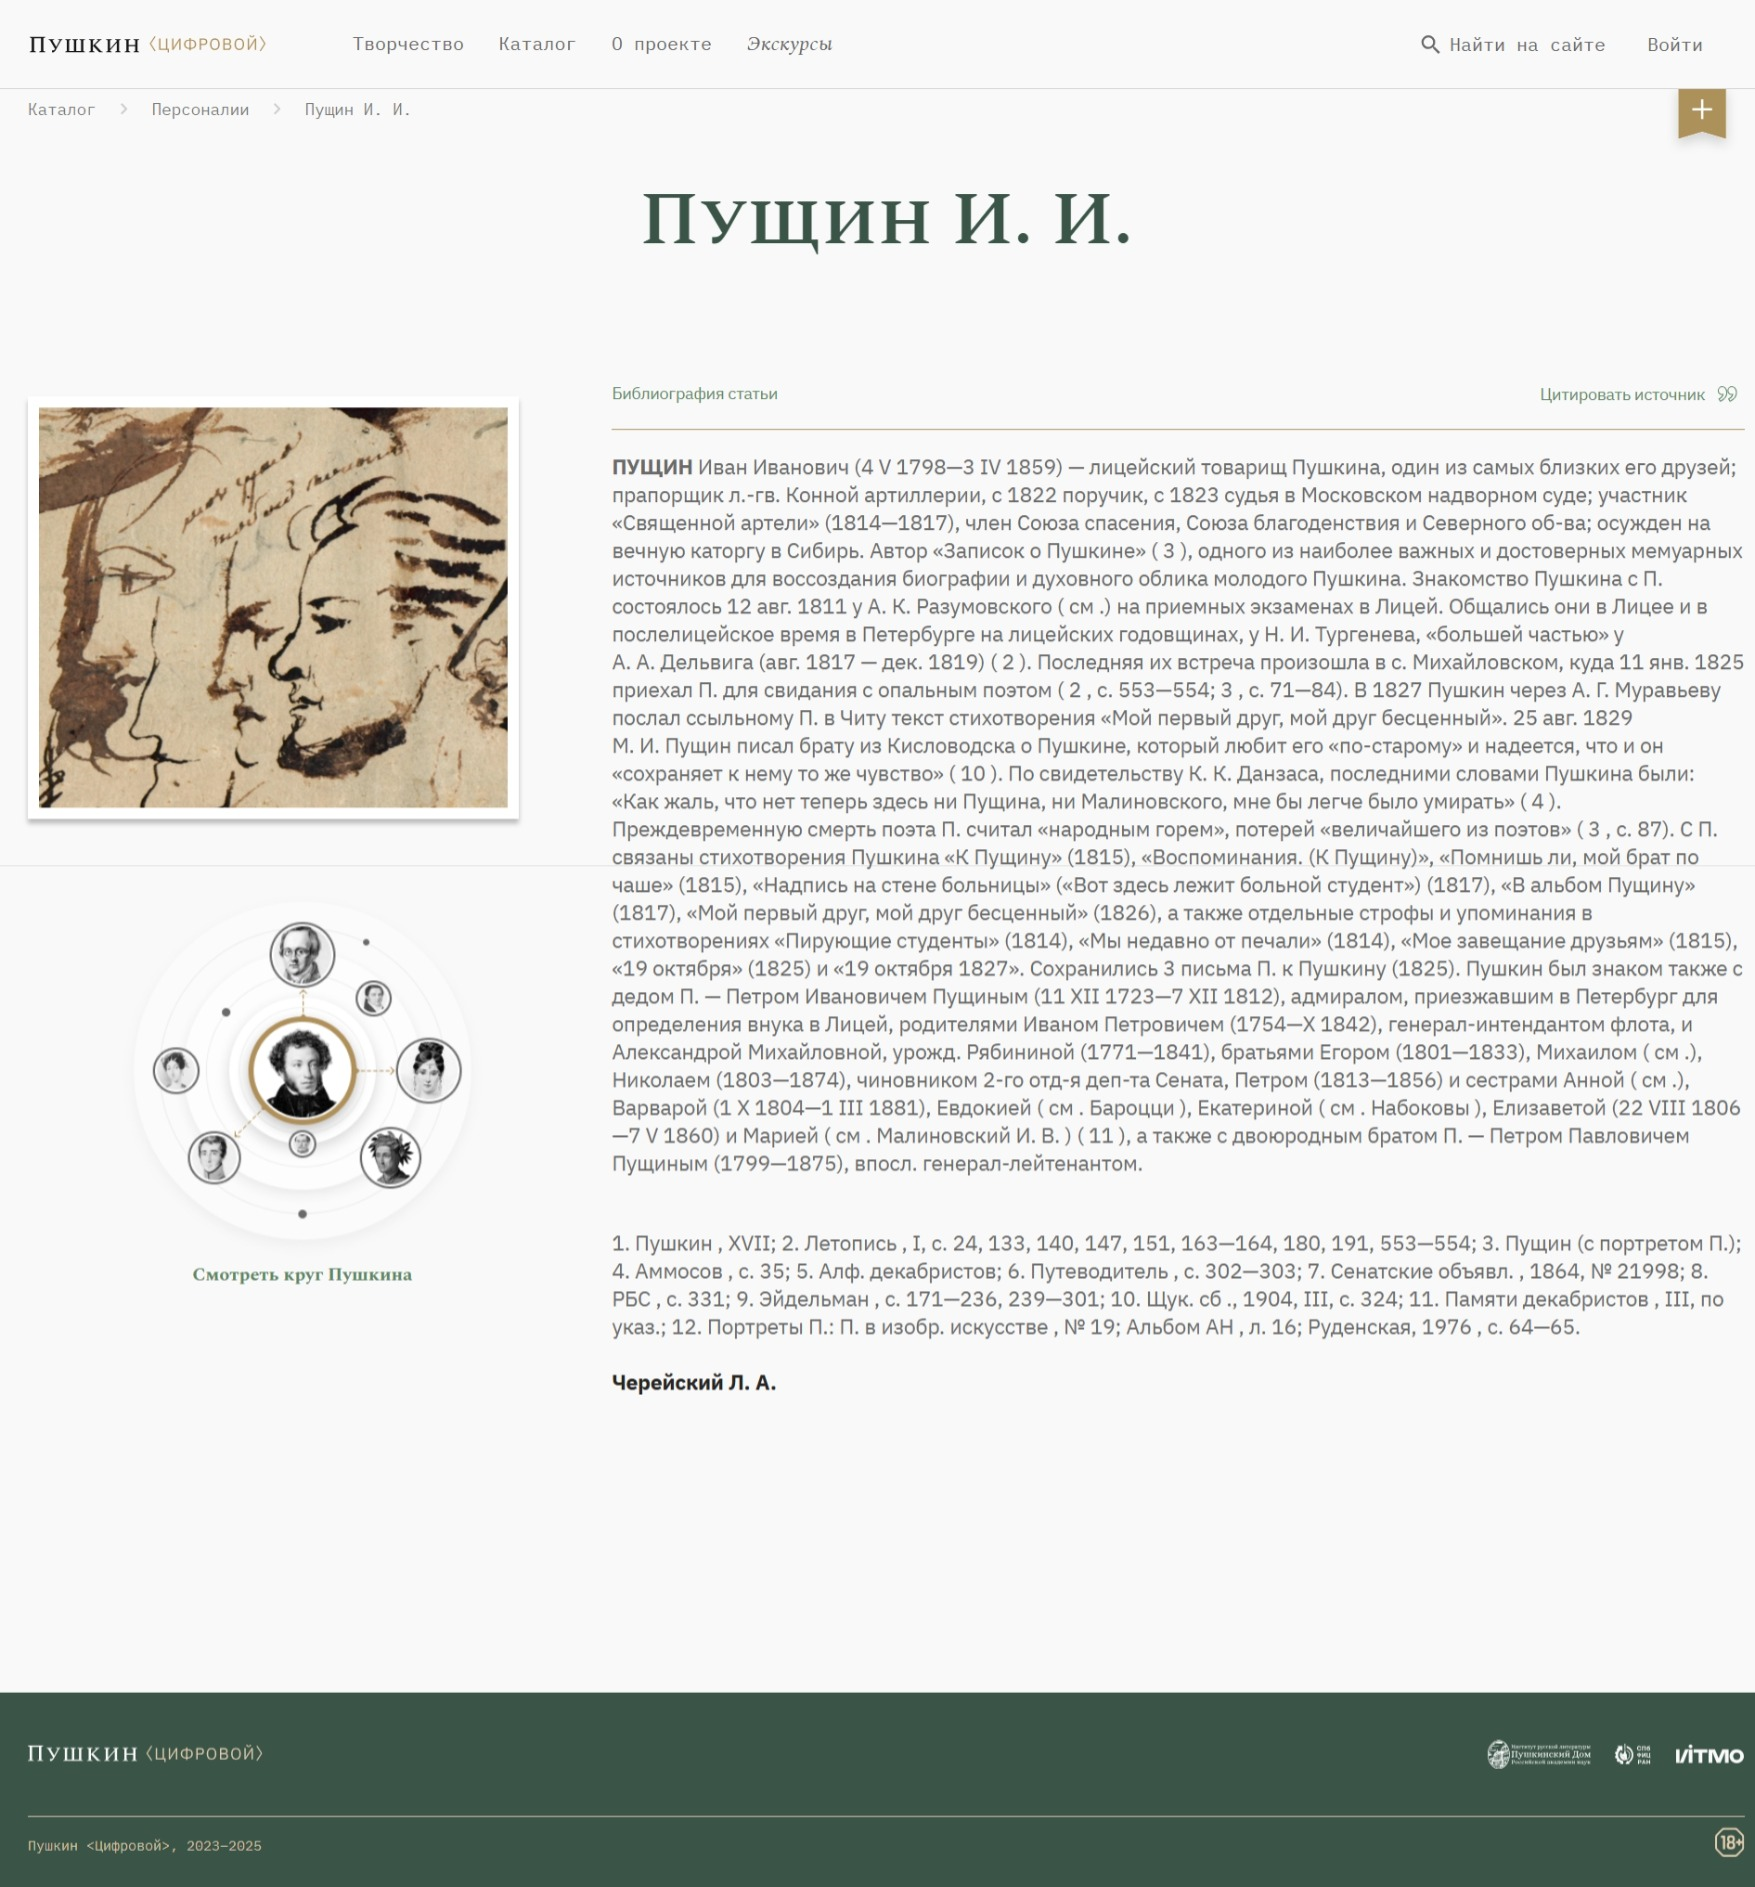 ПУШКИН 〈ЦИФРОВОЙ〉 Творчество Каталог О проекте Экскурсы Найти на сайте Войти
Каталог > Персоналии > Пущин И. И.
Пущин И. И.
Библиография статьи Цитировать источник
ПУЩИН Иван Иванович (4 V 1798—3 IV 1859) — лицейский товарищ Пушкина, один из самых близких его друзей;
прапорщик л.-гв. Конной артиллерии, с 1822 поручик, с 1823 судья в Московском надворном суде; участник
«Священной артели» (1814—1817), член Союза спасения, Союза благоденствия и Северного об-ва; осужден на
вечную каторгу в Сибирь. Автор «Записок о Пушкине» ( 3 ), одного из наиболее важных и достоверных мемуарных
источников для воссоздания биографии и духовного облика молодого Пушкина. Знакомство Пушкина с П.
состоялось 12 авг. 1811 у А. К. Разумовского ( см .) на приемных экзаменах в Лицей. Общались они в Лицее и в
послелицейское время в Петербурге на лицейских годовщинах, у Н. И. Тургенева, «большей частью» у
А. А. Дельвига (авг. 1817 — дек. 1819) ( 2 ). Последняя их встреча произошла в с. Михайловском, куда 11 янв. 1825
приехал П. для свидания с опальным поэтом ( 2 , с. 553—554; 3 , с. 71—84). В 1827 Пушкин через А. Г. Муравьеву
послал ссыльному П. в Читу текст стихотворения «Мой первый друг, мой друг бесценный». 25 авг. 1829
М. И. Пущин писал брату из Кисловодска о Пушкине, который любит его «по-старому» и надеется, что и он
«сохраняет к нему то же чувство» ( 10 ). По свидетельству К. К. Данзаса, последними словами Пушкина были:
«Как жаль, что нет теперь здесь ни Пущина, ни Малиновского, мне бы легче было умирать» ( 4 ).
Преждевременную смерть поэта П. считал «народным горем», потерей «величайшего из поэтов» ( 3 , с. 87). С П.
связаны стихотворения Пушкина «К Пущину» (1815), «Воспоминания. (К Пущину)», «Помнишь ли, мой брат по
чаше» (1815), «Надпись на стене больницы» («Вот здесь лежит больной студент») (1817), «В альбом Пущину»
(1817), «Мой первый друг, мой друг бесценный» (1826), а также отдельные строфы и упоминания в
стихотворениях «Пирующие студенты» (1814), «Мы недавно от печали» (1814), «Мое завещание друзьям» (1815),
«19 октября» (1825) и «19 октября 1827». Сохранились 3 письма П. к Пушкину (1825). Пушкин был знаком также с
дедом П. — Петром Ивановичем Пущиным (11 XII 1723—7 XII 1812), адмиралом, приезжавшим в Петербург для
определения внука в Лицей, родителями Иваном Петровичем (1754—X 1842), генерал-интендантом флота, и
Александрой Михайловной, урожд. Рябининой (1771—1841), братьями Егором (1801—1833), Михаилом ( см .),
Николаем (1803—1874), чиновником 2-го отд-я деп-та Сената, Петром (1813—1856) и сестрами Анной ( см .),
Варварой (1 X 1804—1 III 1881), Евдокией ( см . Бароцци ), Екатериной ( см . Набоковы ), Елизаветой (22 VIII 1806
—7 V 1860) и Марией ( см . Малиновский И. В. ) ( 11 ), а также с двоюродным братом П. — Петром Павловичем
Пущиным (1799—1875), впосл. генерал-лейтенантом.
Смотреть круг Пушкина
1. Пушкин , XVII; 2. Летопись , I, с. 24, 133, 140, 147, 151, 163—164, 180, 191, 553—554; 3. Пущин (с портретом П.);
4. Аммосов , с. 35; 5. Алф. декабристов; 6. Путеводитель , с. 302—303; 7. Сенатские объявл. , 1864, № 21998; 8.
РБС , с. 331; 9. Эйдельман , с. 171—236, 239—301; 10. Щук. сб ., 1904, III, с. 324; 11. Памяти декабристов , III, по
указ.; 12. Портреты П.: П. в изобр. искусстве , № 19; Альбом АН , л. 16; Руденская, 1976 , с. 64—65.
Черейский Л. А.
ПУШКИН 〈ЦИФРОВОЙ〉
Институт русской литературы
Пушкинский Дом
Российской академии наук
СПБ
ФИЦ
РАН
ИTMO
Пушкин <Цифровой>, 2023–2025
18+